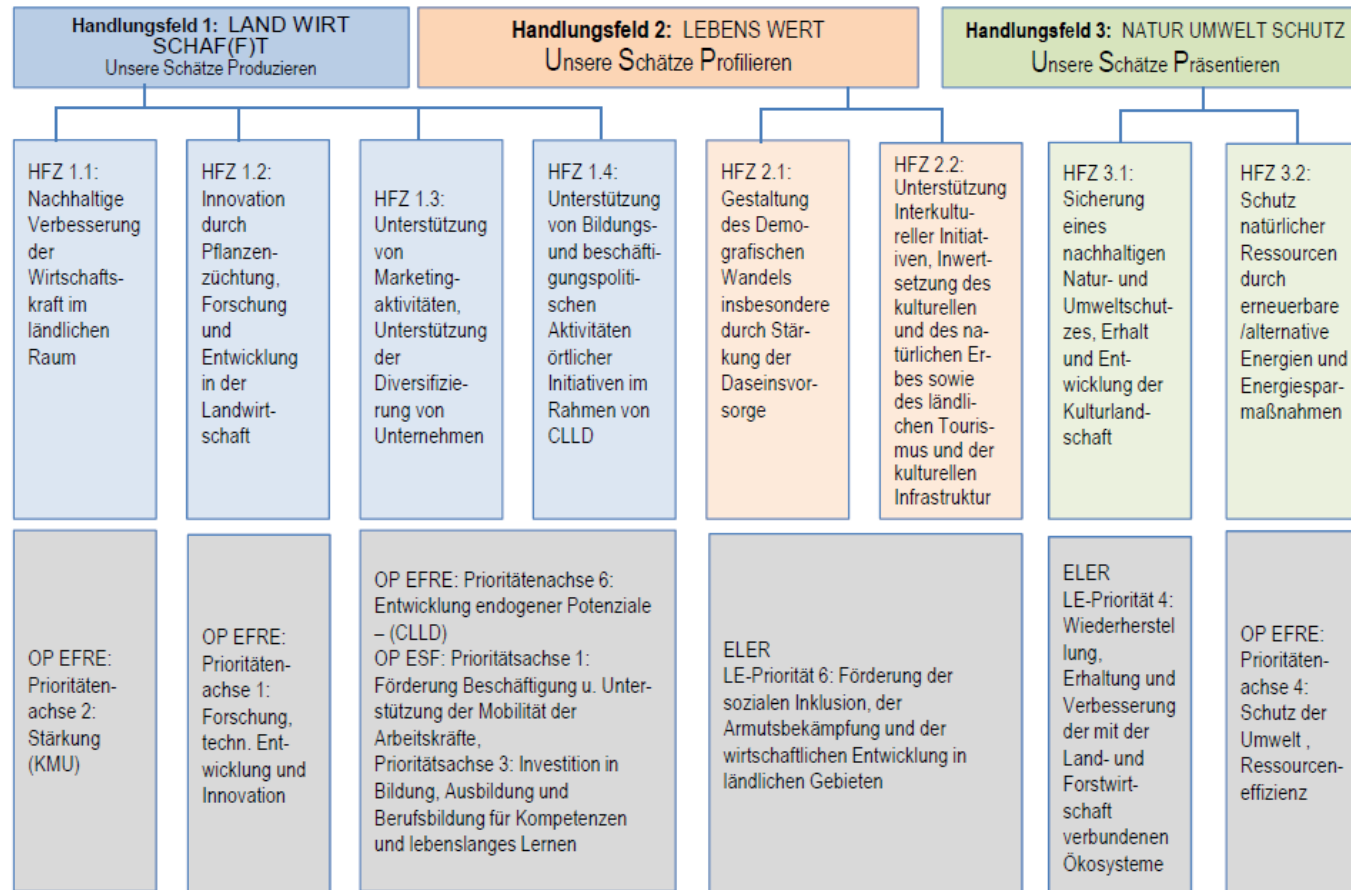 Handlungsfeld 1: LAND WIRT
SCHAF(F)T
Unsere Schätze Produzieren
Handlungsfeld 2: LEBENS WERT
Unsere Schätze Profilieren
Handlungsfeld 3: NATUR UMWELT SCHUTZ
Unsere Schätze Präsentieren
HFZ 1.1:
Nachhaltige
Verbesserung
der
Wirtschafts-
kraft im
ländlichen
Raum
HFZ 1.2:
Innovation
durch
Pflanzen-
züchtung,
Forschung
und
Entwicklung
in der
Landwirt-
schaft
HFZ 1.3:
Unterstützung
von
Marketing-
aktivitäten,
Unterstützung
der
Diversifizie-
rung von
Unternehmen
HFZ 1.4:
Unterstützung
von Bildungs-
und beschäfti-
gungspoliti-
schen
Aktivitäten
örtlicher
Initiativen im
Rahmen von
CLLD
HFZ 2.1:
Gestaltung
des Demo-
grafischen
Wandels
insbesondere
durch Stär-
kung der
Daseinsvor-
sorge
HFZ 2.2:
Unterstützung
Interkultu-
reller Initiat-
iven, Inwert-
setzung des
kulturellen
und des na-
türlichen Er-
bes sowie
des ländli-
chen Touris-
mus und der
kulturellen
Infrastruktur
HFZ 3.1:
Sicherung
eines
nachhaltigen
Natur- und
Umweltschut-
zes, Erhalt
und Ent-
wicklung der
Kulturland-
schaft
HFZ 3.2:
Schutz
natürlicher
Ressourcen
durch
erneuerbare
/alternative
Energien und
Energiespar-
maßnahmen
OP EFRE:
Prioritäten-
achse 2:
Stärkung
(KMU)
OP EFRE:
Prioritäten-
achse 1:
Forschung,
techn. Ent-
wicklung und
Innovation
OP EFRE: Prioritätenachse 6:
Entwicklung endogener Potenziale
– (CLLD)
OP ESF: Prioritätsachse 1:
Förderung Beschäftigung u. Unter-
stützung der Mobilität der
Arbeitskräfte,
Prioritätsachse 3: Investition in
Bildung, Ausbildung und
Berufsbildung für Kompetenzen
und lebenslanges Lernen
ELER
LE-Priorität 6: Förderung der
sozialen Inklusion, der
Armutsbekämpfung und der
wirtschaftlichen Entwicklung in
ländlichen Gebieten
ELER
LE-Priorität 4:
Wiederherstel
lung,
Erhaltung und
Verbesserung
der mit der
Land- und
Forstwirt-
schaft
verbundenen
Ökosysteme
OP EFRE:
Prioritäten-
achse 4:
Schutz der
Umwelt ,
Ressourcen-
effizienz